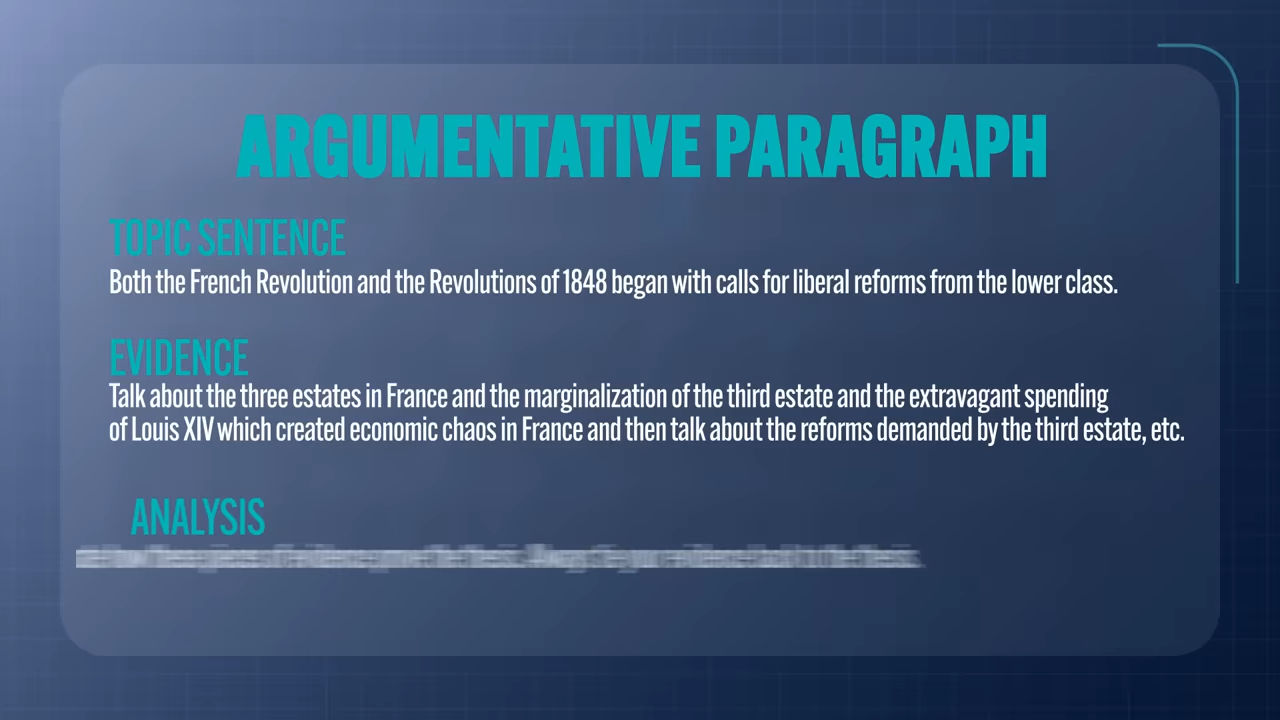 ARGUMENTATIVE PARAGRAPH
TOPIC SENTENCE
Both the French Revolution and the Revolutions of 1848 began with calls for liberal reforms from the lower class.
EVIDENCE
Talk about the three estates in France and the marginalization of the third estate and the extravagant spending
of Louis XIV which created economic chaos in France and then talk about the reforms demanded by the third estate, etc.
ANALYSIS